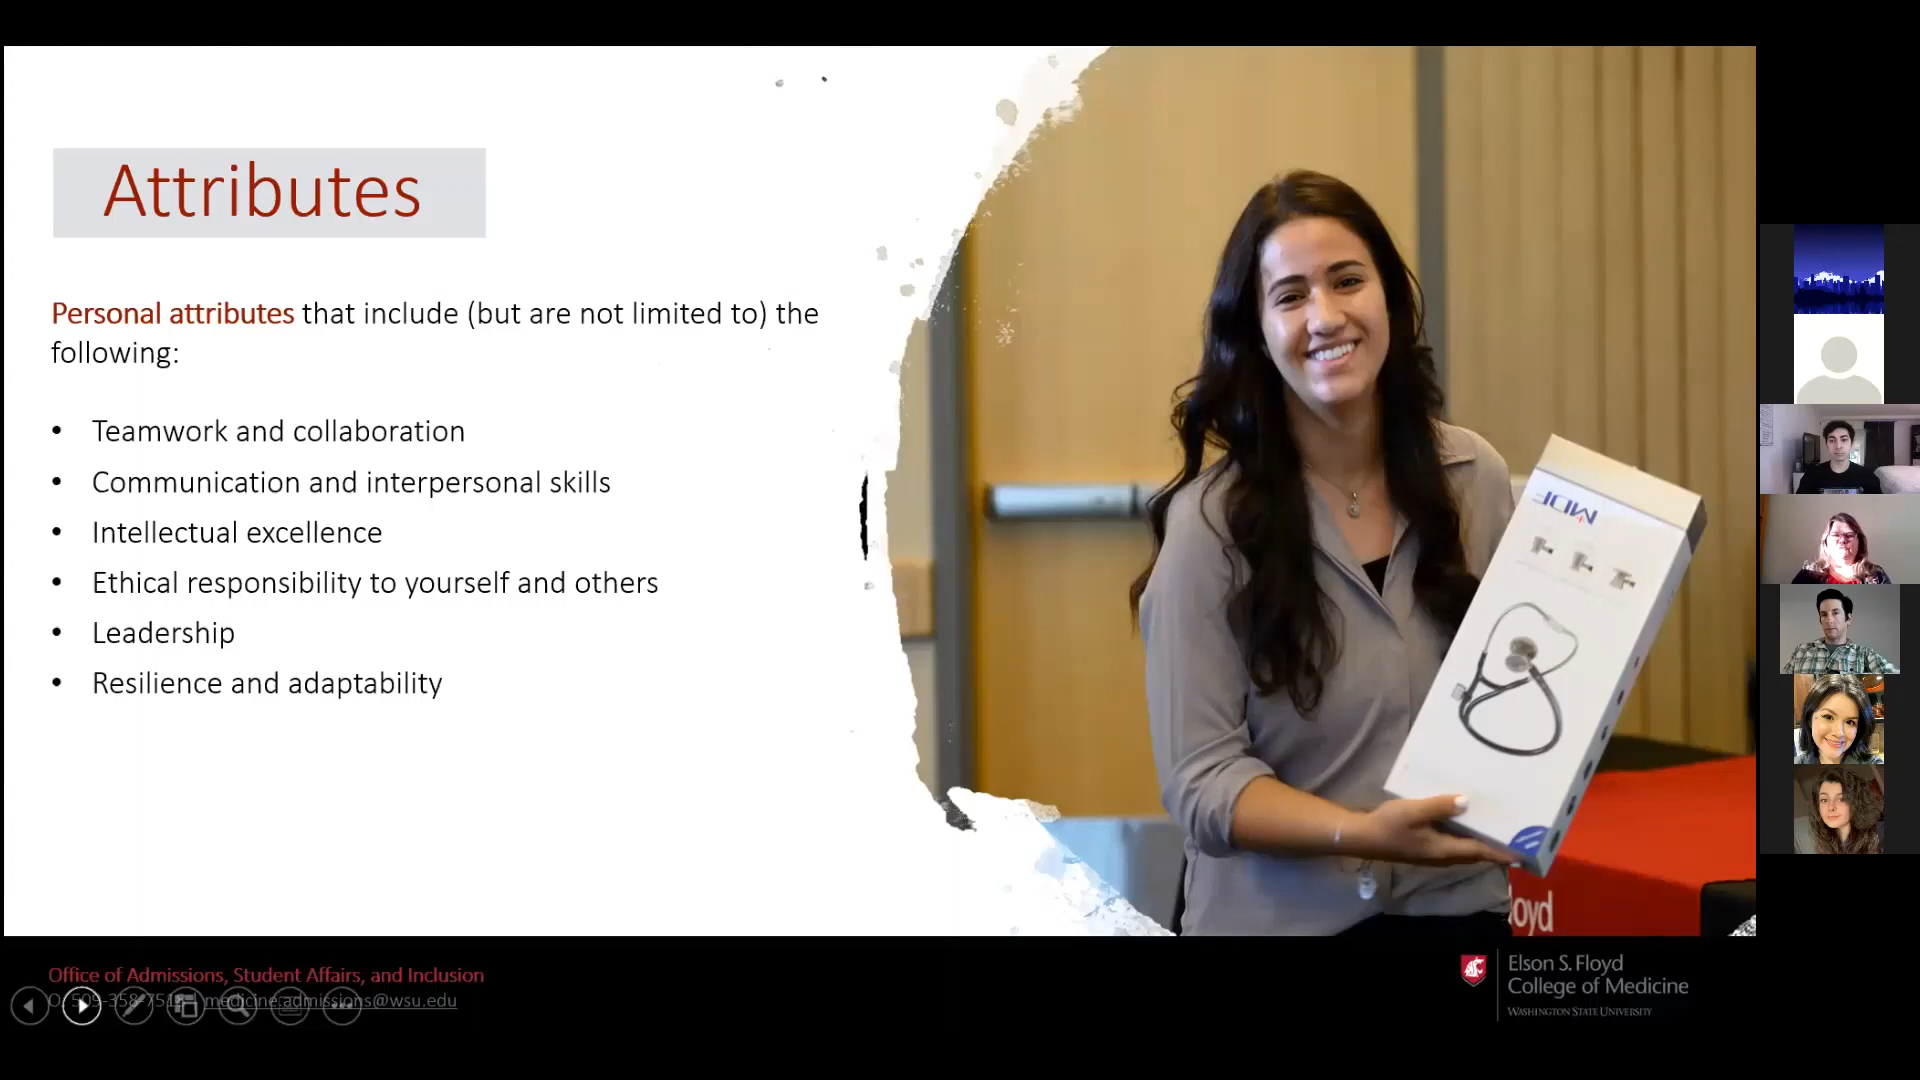 Attributes
Personal attributes that include (but are not limited to) the
following:
• Teamwork and collaboration
• Communication and interpersonal skills
• Intellectual excellence
• Ethical responsibility to yourself and others
• Leadership
• Resilience and adaptability
MDF
loyd
Office of Admissions, Student Affairs, and Inclusion
medicine.admissions@wsu.edu
Elson S. Floyd
College of Medicine
WASHINGTON STATE UNIVERSITY